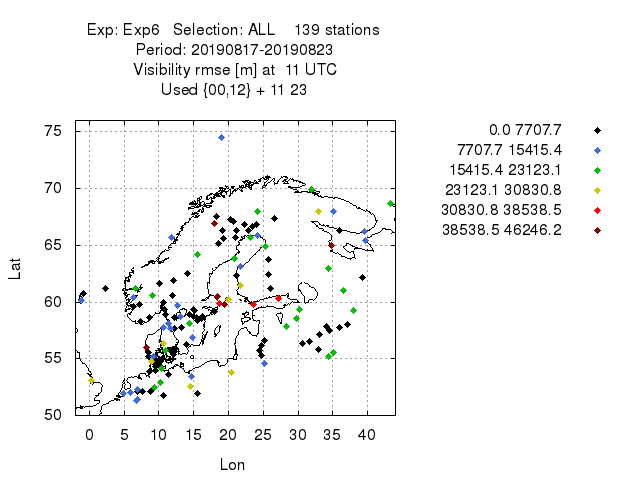 Exp: Exp6   Selection: ALL    139 stations
Period: 20190817-20190823
Visibility rmse [m] at  11 UTC
Used {00,12} + 11 23
0.0 7707.7
7707.7 15415.4
15415.4 23123.1
23123.1 30830.8
30830.8 38538.5
38538.5 46246.2
75
70
65
60
55
50
Lat
0 5 10 15 20 25 30 35 40
Lon